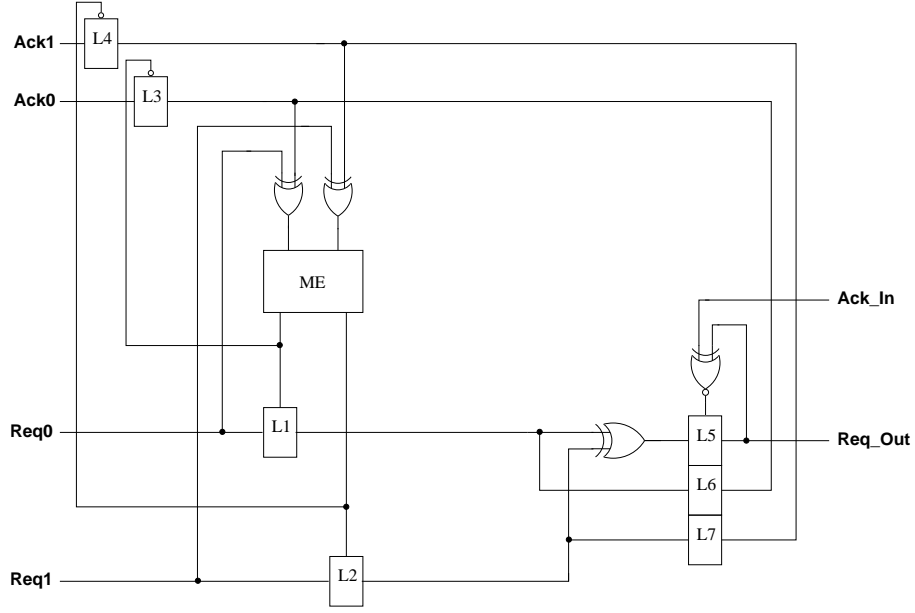 Ack1
L4
Ack0
L3
ME
Ack_In
Req0
L1
L5
Req_Out
L6
L7
Req1
L2